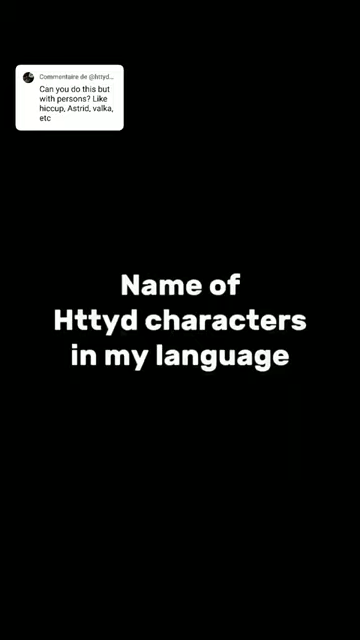 Commentaire de @httyd...
Can you do this but
with persons? Like
hiccup, Astrid, valka,
etc
Name of
Httyd characters
in my language